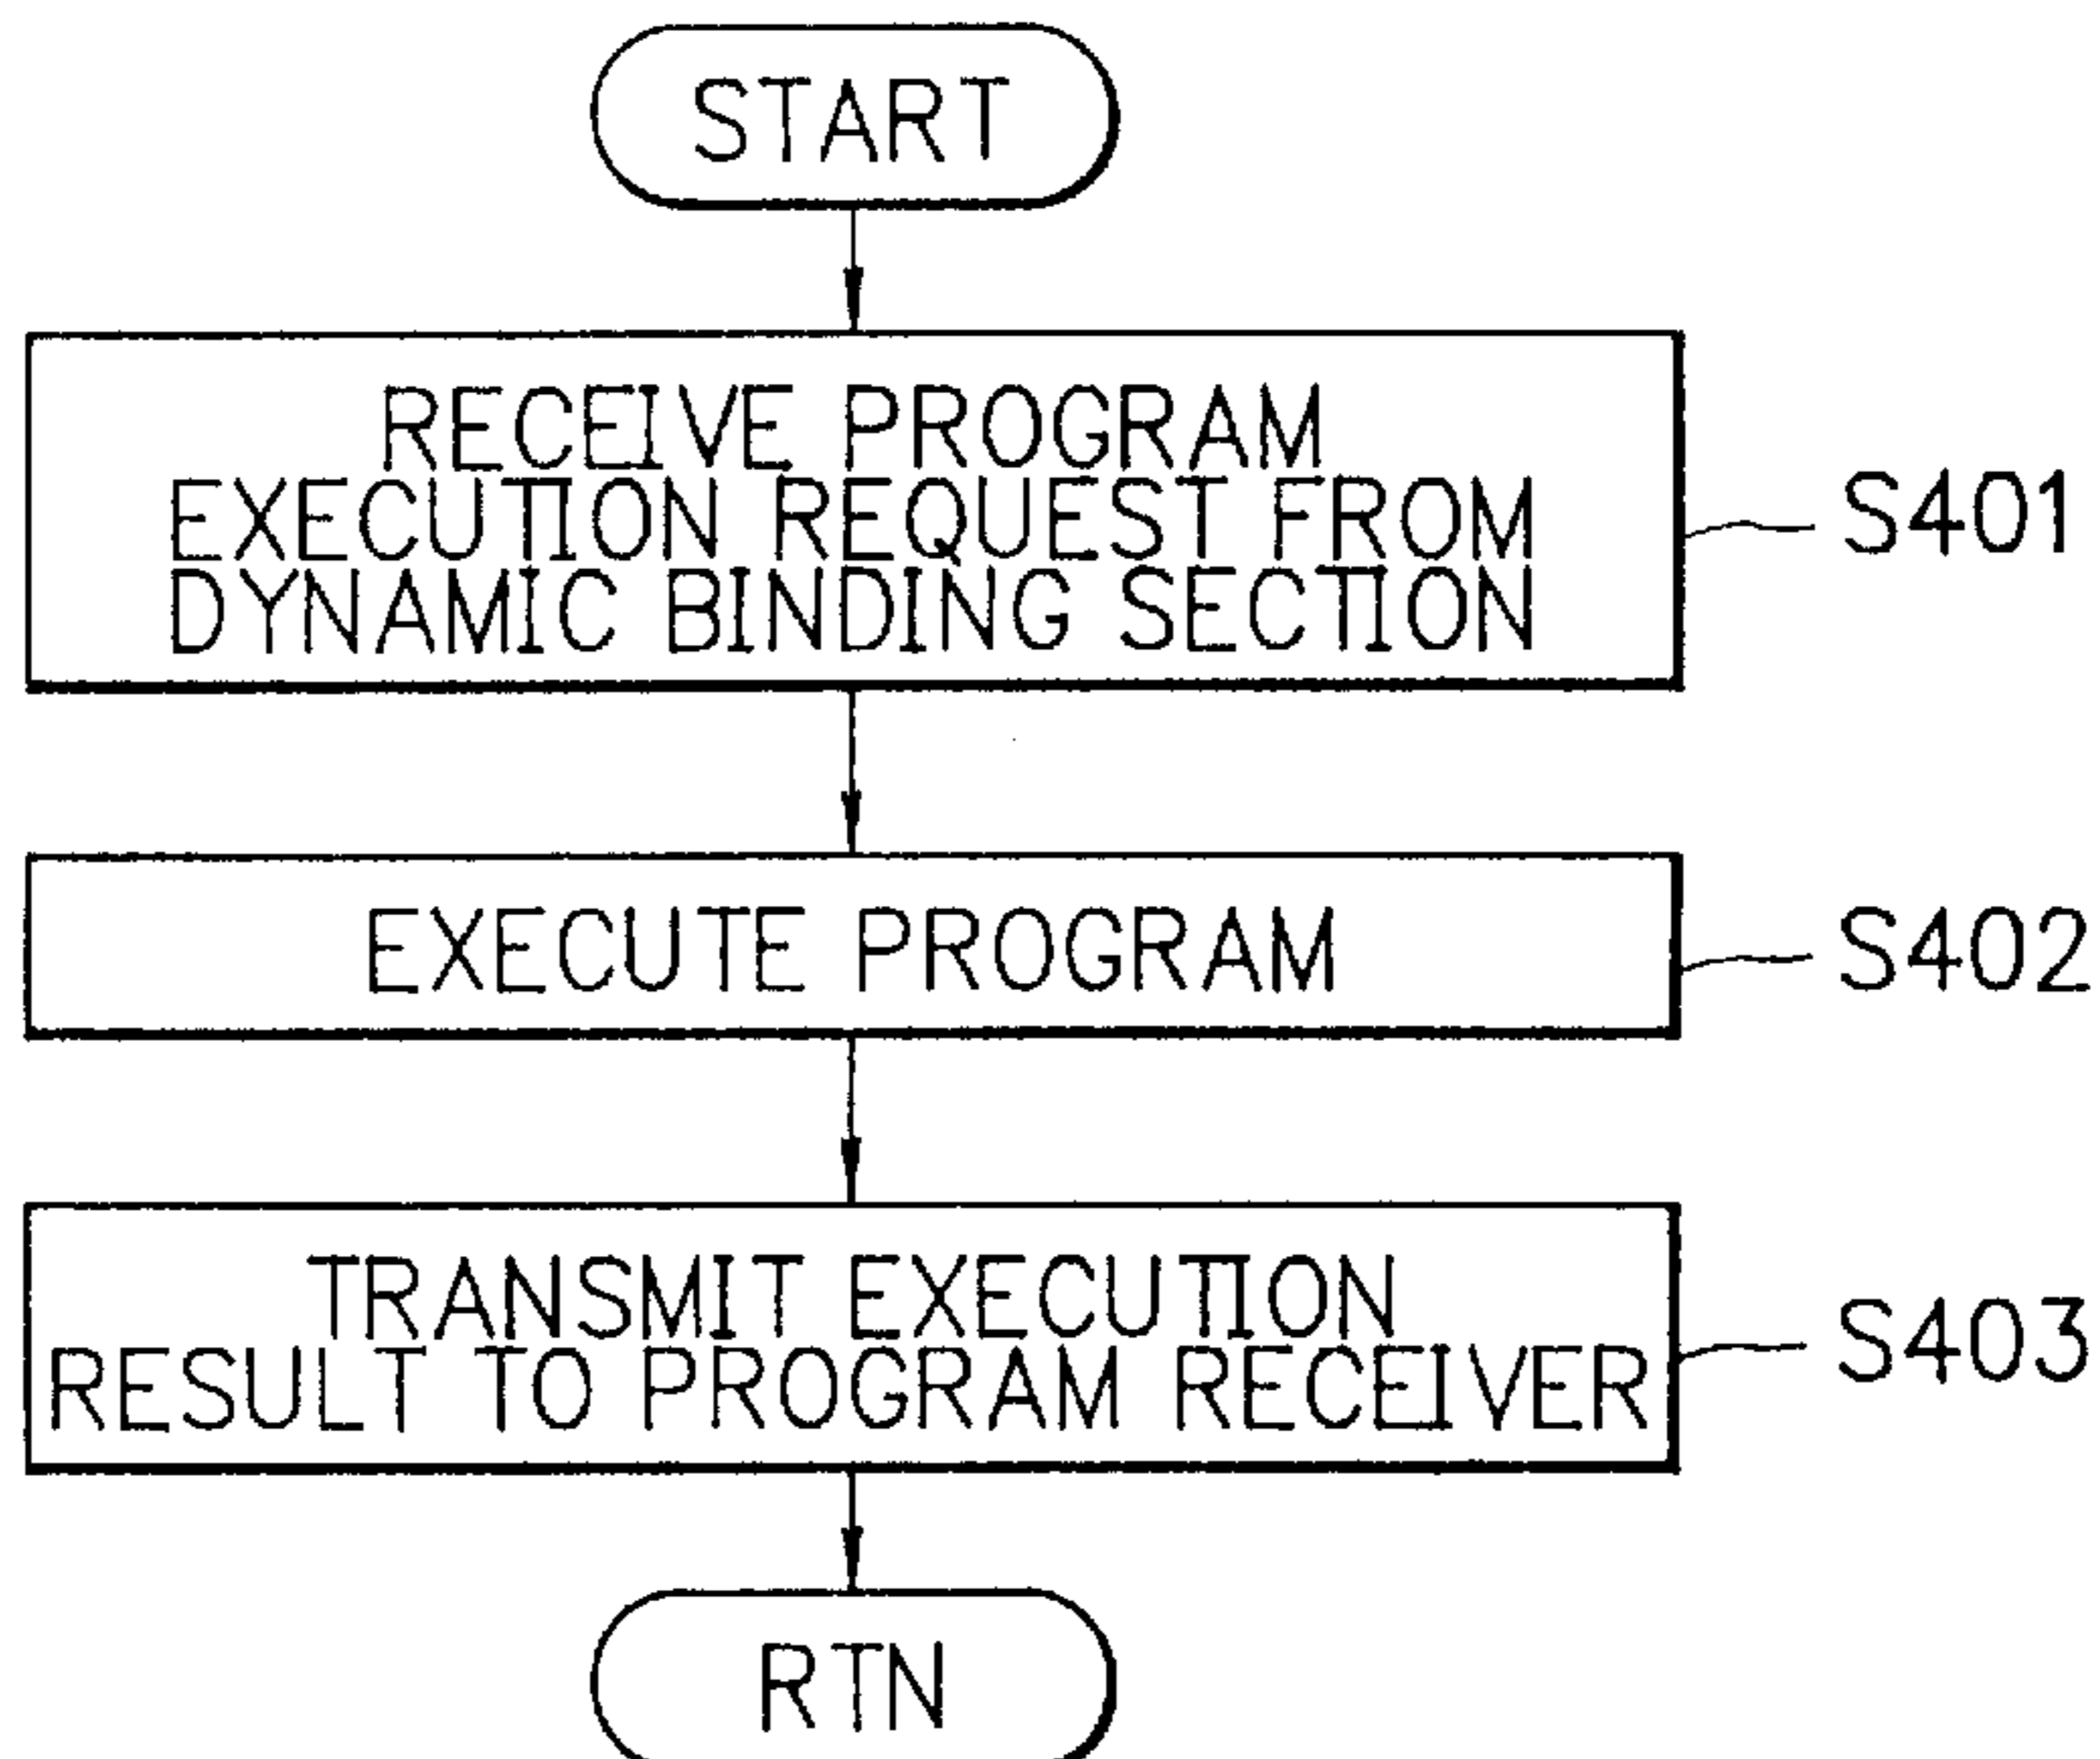 START
RECEIVE PROGRAM
EXECUTION REQUEST FROM
DYNAMIC BINDING SECTION
S401
EXECUTE PROGRAM
S402
TRANSMIT EXECUTION
RESULT TO PROGRAM RECEIVER
S403
RTN